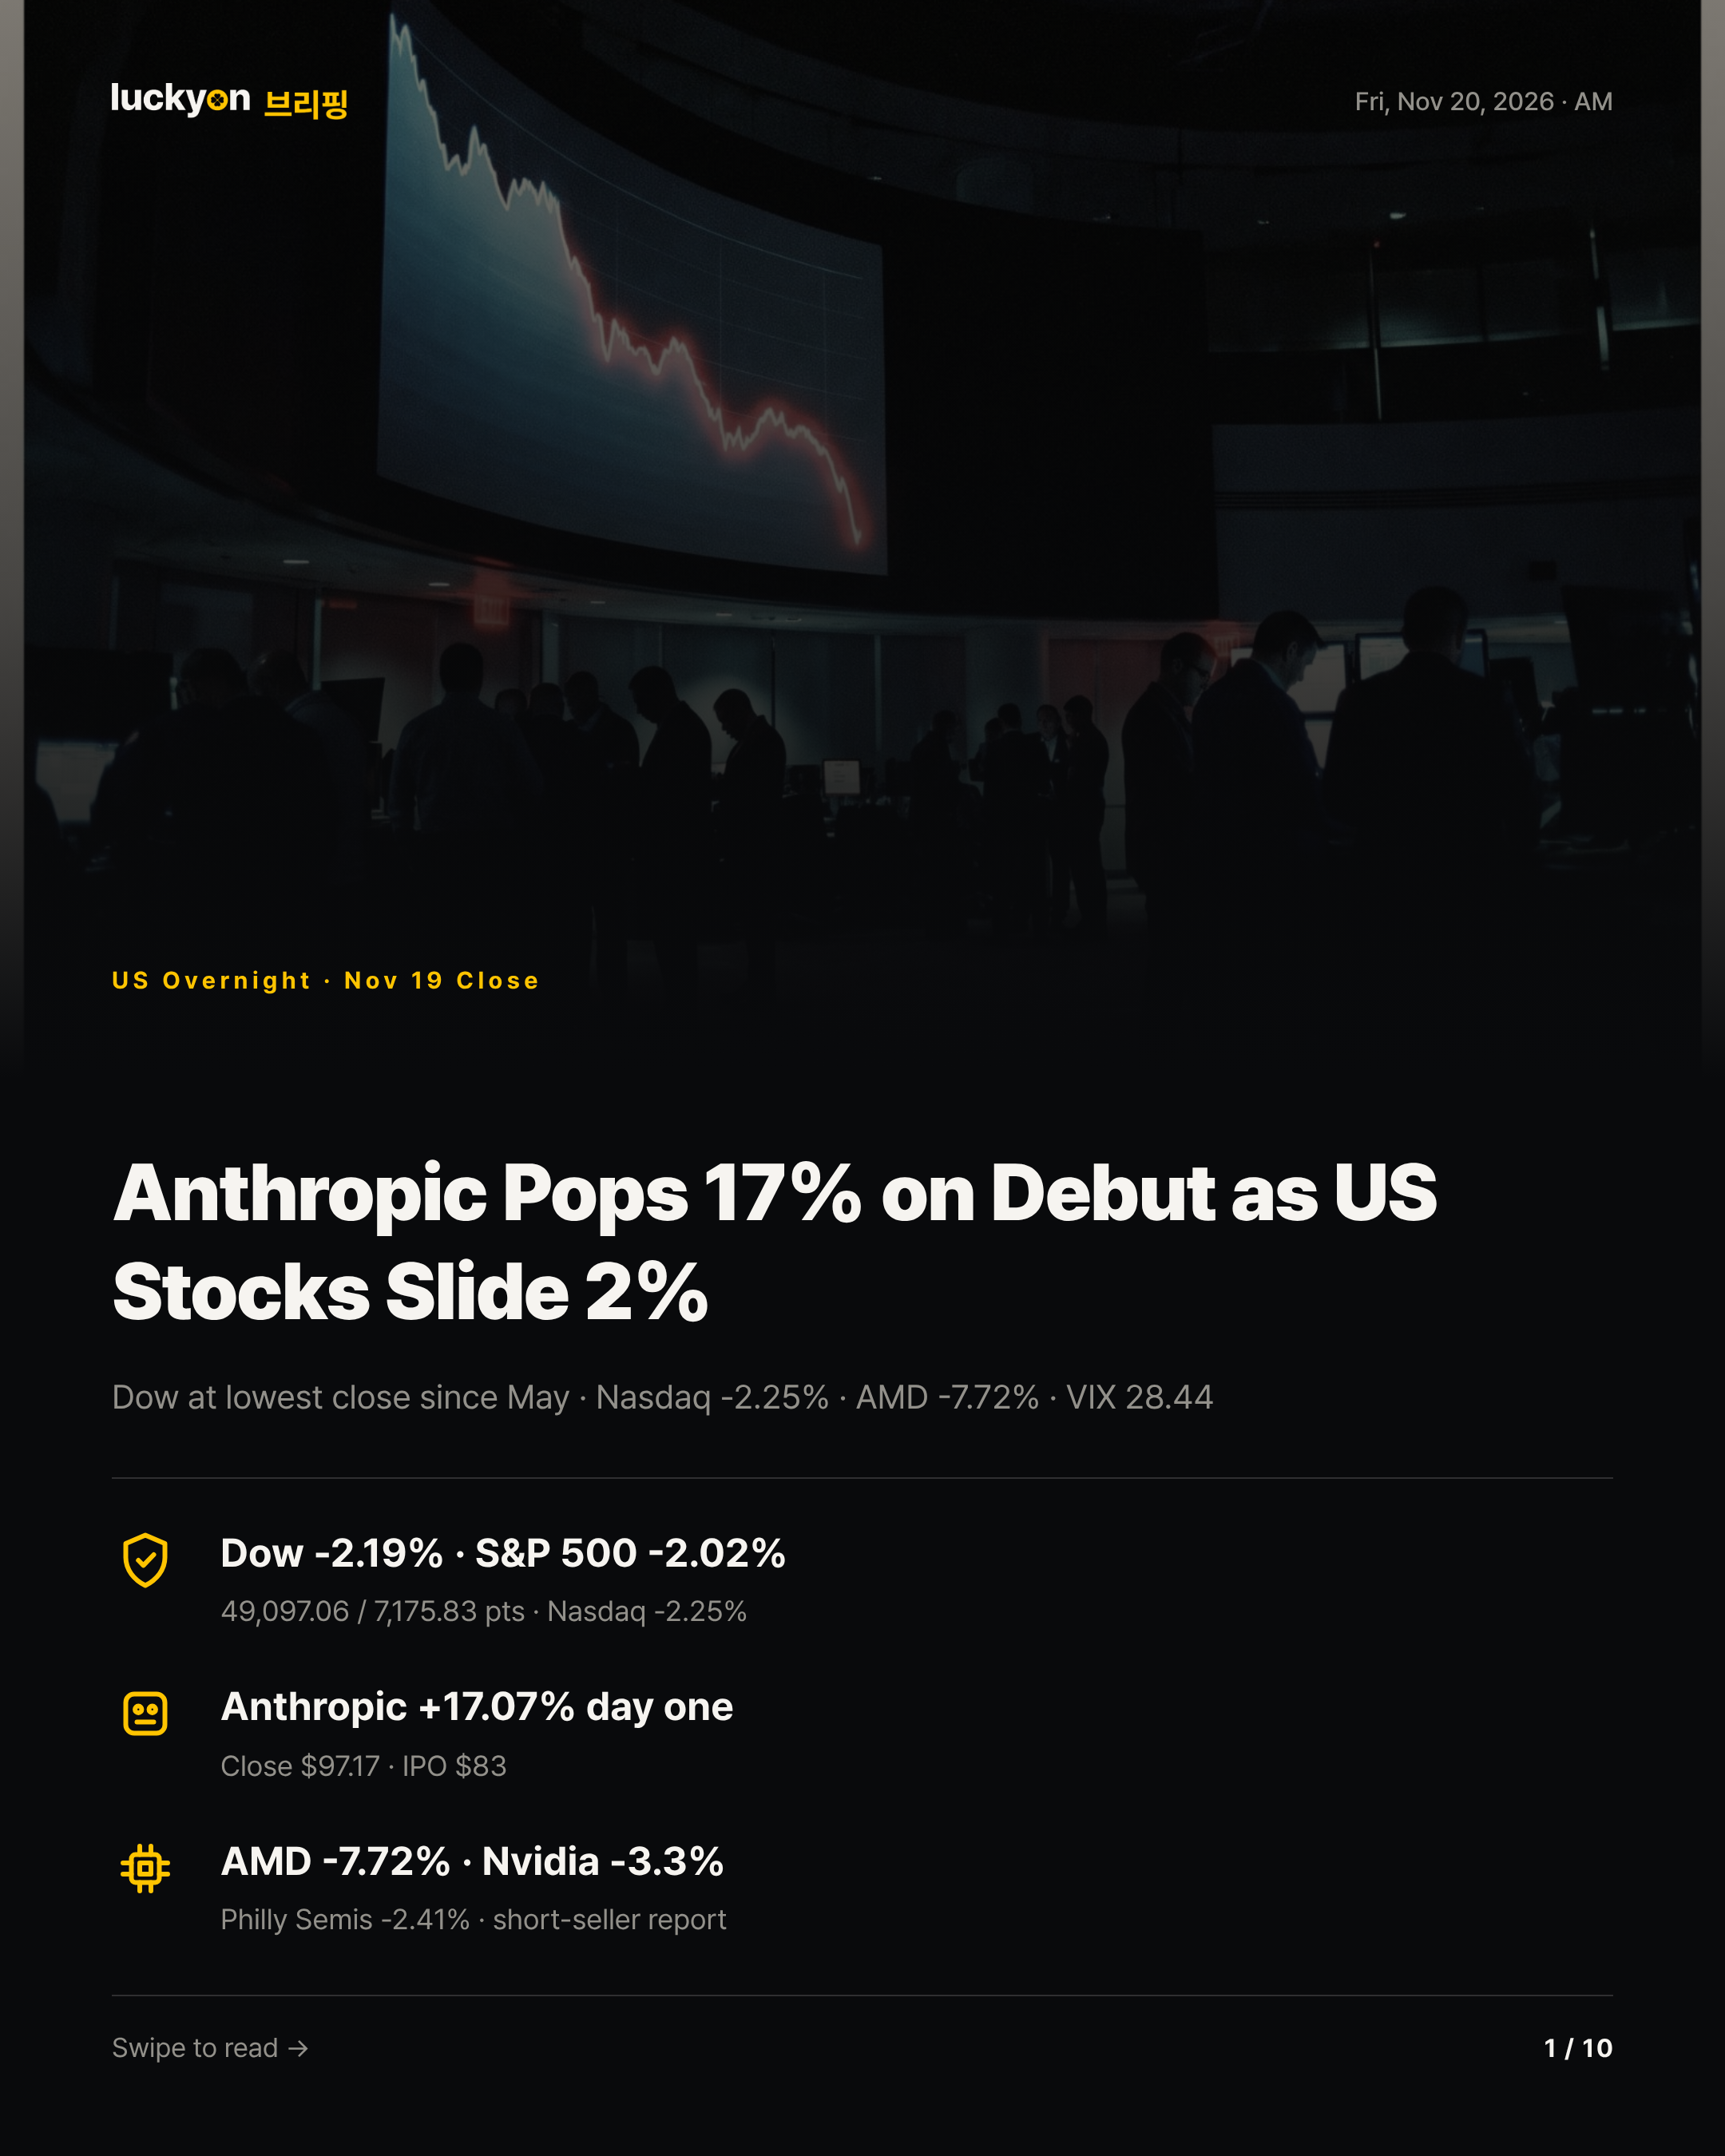 luckyon 브리핑
Fri, Nov 20, 2026 · AM
US Overnight · Nov 19 Close
Anthropic Pops 17% on Debut as US
Stocks Slide 2%
Dow at lowest close since May · Nasdaq -2.25% · AMD -7.72% · VIX 28.44
Dow -2.19% · S&P 500 -2.02%
49,097.06 / 7,175.83 pts · Nasdaq -2.25%
Anthropic +17.07% day one
Close $97.17 · IPO $83
AMD -7.72% · Nvidia -3.3%
Philly Semis -2.41% · short-seller report
Swipe to read →
1 / 10